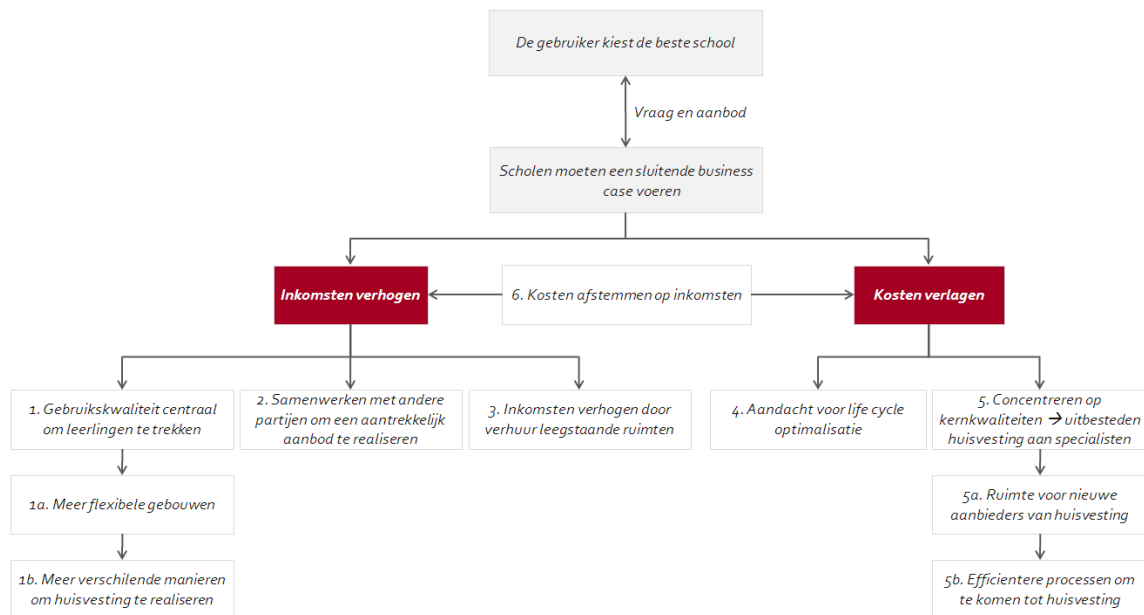 De gebruiker kiest de beste school
Vraag en aanbod
Scholen moeten een sluitende business
case voeren
Inkomsten verhogen
6. Kosten afstemmen op inkomsten
Kosten verlagen
1. Gebruikskwaliteit centraal
om leerlingen te trekken
2. Samenwerken met andere
partijen om een aantrekkelijk
aanbod te realiseren
3. Inkomsten verhogen door
verhuur leegstaande ruimten
4. Aandacht voor life cycle
optimalisatie
5. Concentreren op
kernkwaliteiten → uitbesteden
huisvesting aan specialisten
1a. Meer flexibele gebouwen
5a. Ruimte voor nieuwe
aanbieders van huisvesting
1b. Meer verschilende manieren
om huisvesting te realiseren
5b. Efficientere processen om
te komen tot huisvesting